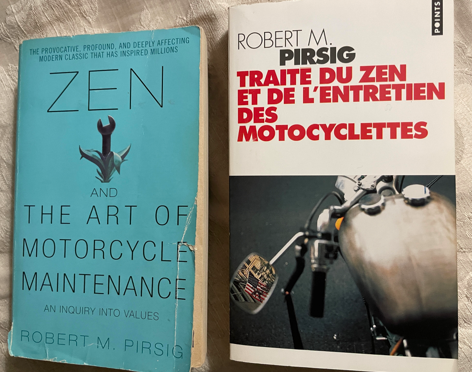 THE PROVOCATIVE, PROFOUND, AND DEEPLY AFFECTING
MODERN CLASSIC THAT HAS INSPIRED MILLIONS
ZEN
AND
THE ART OF
MOTORCYCLE
MAINTENANCE
AN INQUIRY INTO VALUES
ROBERT M. PIRSIG
POINTS
ROBERT M.
PIRSIG
TRAITE DU ZEN
ET DE L'ENTRETIEN
DES
MOTOCYCLETTES